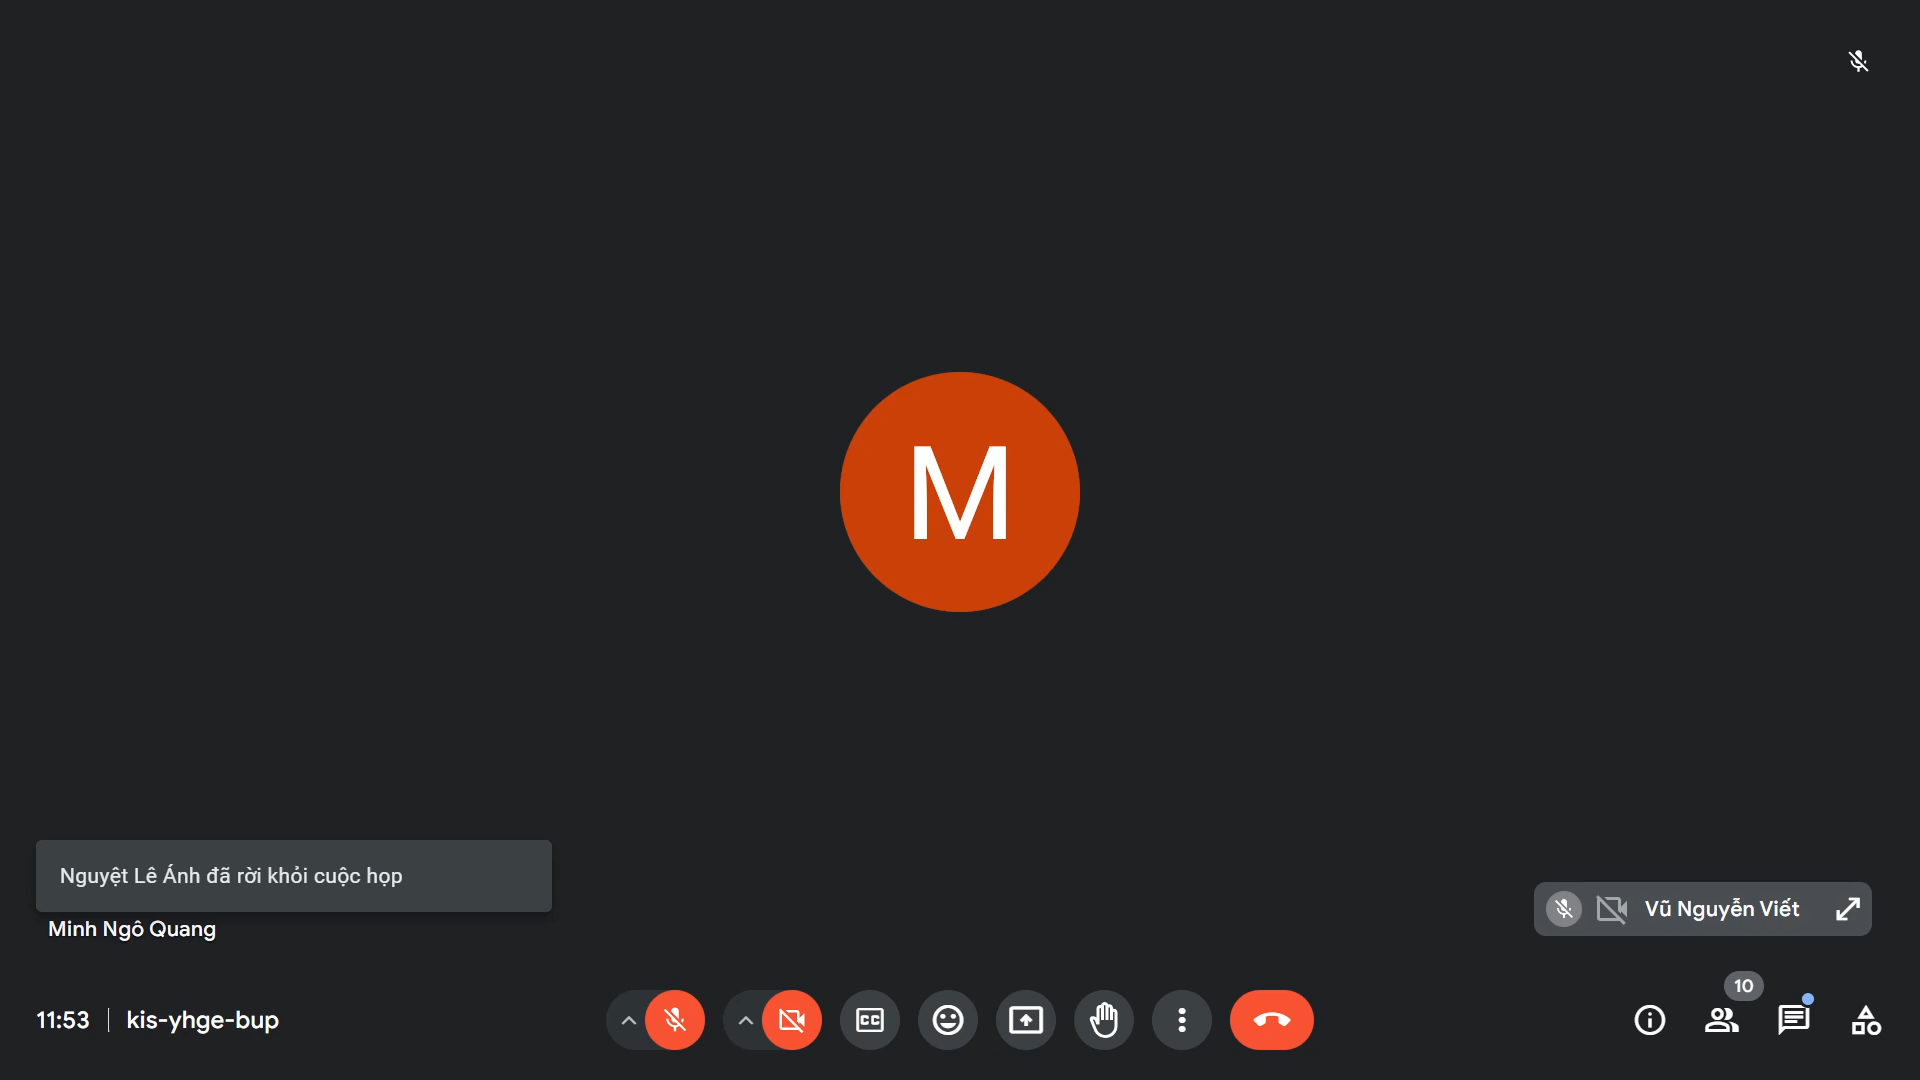 M
Nguyệt Lê Ánh đã rời khỏi cuộc họp
Minh Ngô Quang
Vũ Nguyễn Viết
11:53 | kis-yhge-bup
CC
10